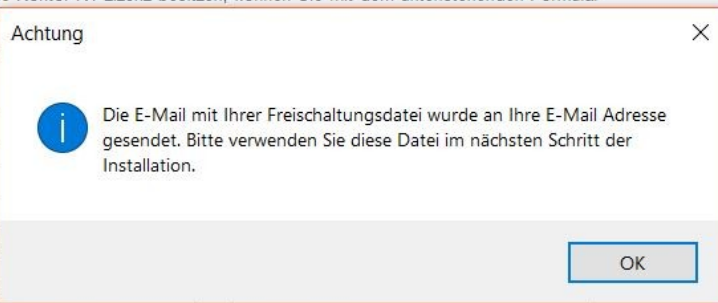 Achtung
Die E-Mail mit Ihrer Freischaltungsdatei wurde an Ihre E-Mail Adresse
gesendet. Bitte verwenden Sie diese Datei im nächsten Schritt der
Installation.
OK